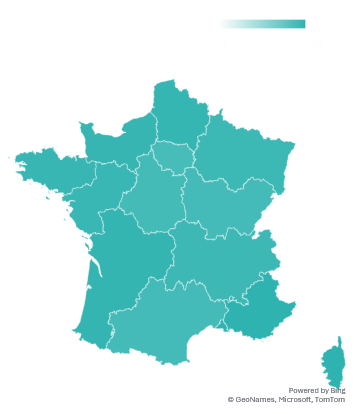 Powered by Bing
© GeoNames, Microsoft, TomTom